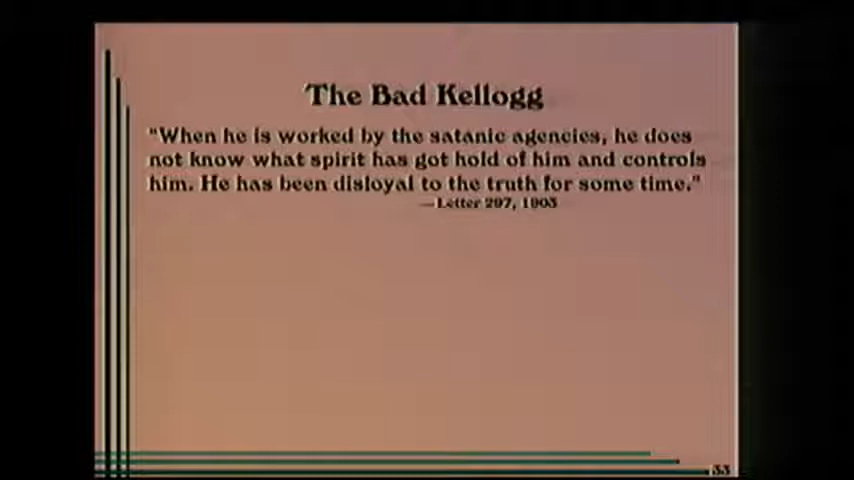 The Bad Kellogg
"When he is worked by the satanic agencies, he does
not know what spirit has got hold of him and controls
him. He has been disloyal to the truth for some time."
—Letter 297, 1903
33